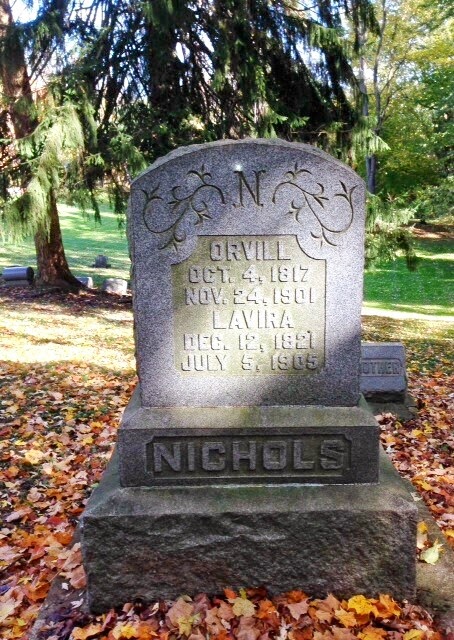 N
ORVILL
OCT. 4, 1817
NOV. 24, 1901
LAVIRA
DEC. 12, 1821
JULY 5, 1905
NICHOLS